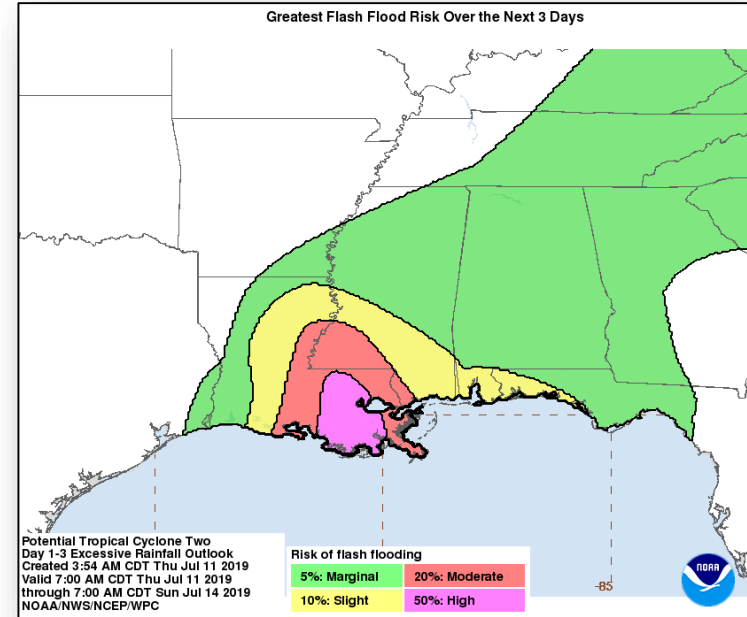 Greatest Flash Flood Risk Over the Next 3 Days
-85
Potential Tropical Cyclone Two
Day 1-3 Excessive Rainfall Outlook
Created 3:54 AM CDT Thu Jul 11 2019
Valid 7:00 AM CDT Thu Jul 11 2019
through 7:00 AM CDT Sun Jul 14 2019
NOAA/NWS/NCEP/WPC
Risk of flash flooding
5%: Marginal
20%: Moderate
10%: Slight
50%: High
NOAA